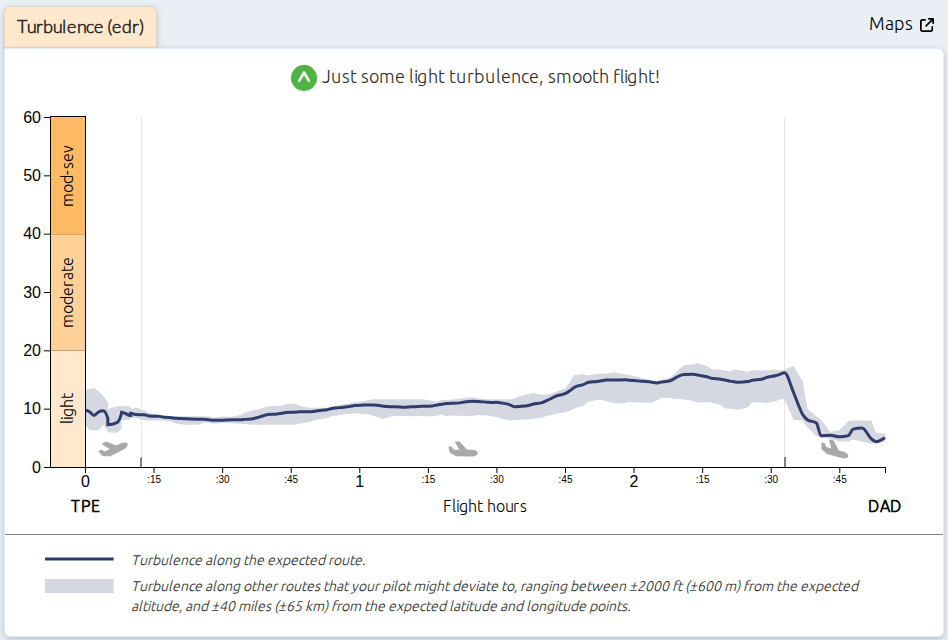 Turbulence (edr)
Maps
Just some light turbulence, smooth flight!
60
50
40
30
20
10
0
mod-sev
moderate
light
0 :15 :30 :45 1 :15 :30 :45 2 :15 :30 :45
TPE Flight hours DAD
Turbulence along the expected route.
Turbulence along other routes that your pilot might deviate to, ranging between ±2000 ft (±600 m) from the expected
altitude, and ±40 miles (±65 km) from the expected latitude and longitude points.